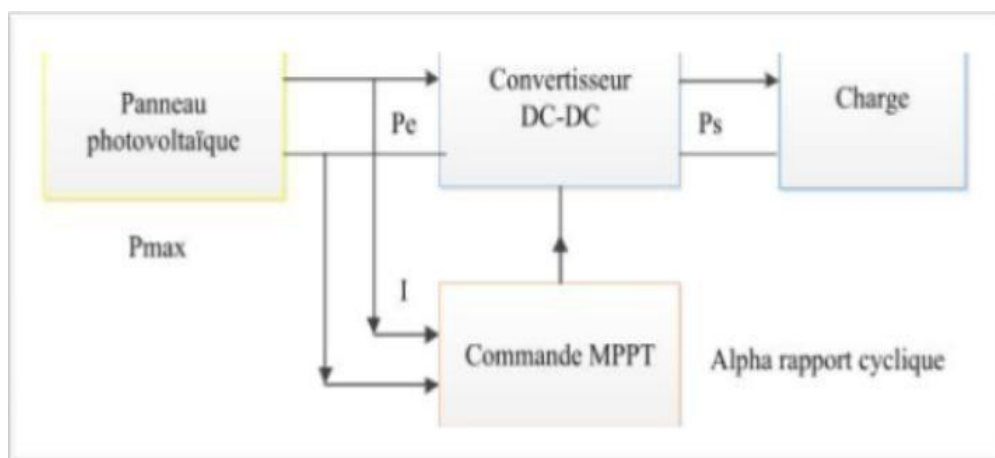 Panneau
photovoltaïque
Pe
Convertisseur
DC-DC
Ps
Charge
Pmax
I
Commande MPPT
Alpha rapport cyclique